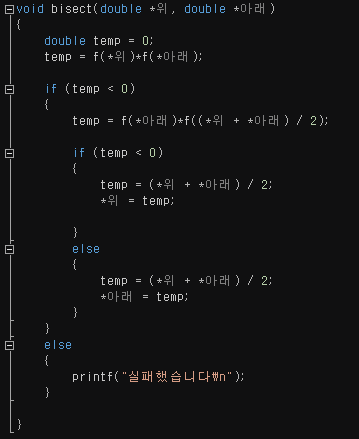 void bisect(double *위, double *아래)
{
double temp = 0;
temp = f(*위)*f(*아래);
if (temp < 0)
{
temp = f(*아래)*f((*위 + *아래) / 2);
if (temp < 0)
{
temp = (*위 + *아래) / 2;
*위 = temp;
}
else
{
temp = (*위 + *아래) / 2;
*아래 = temp;
}
}
else
{
printf("실패했습니다₩n");
}
}